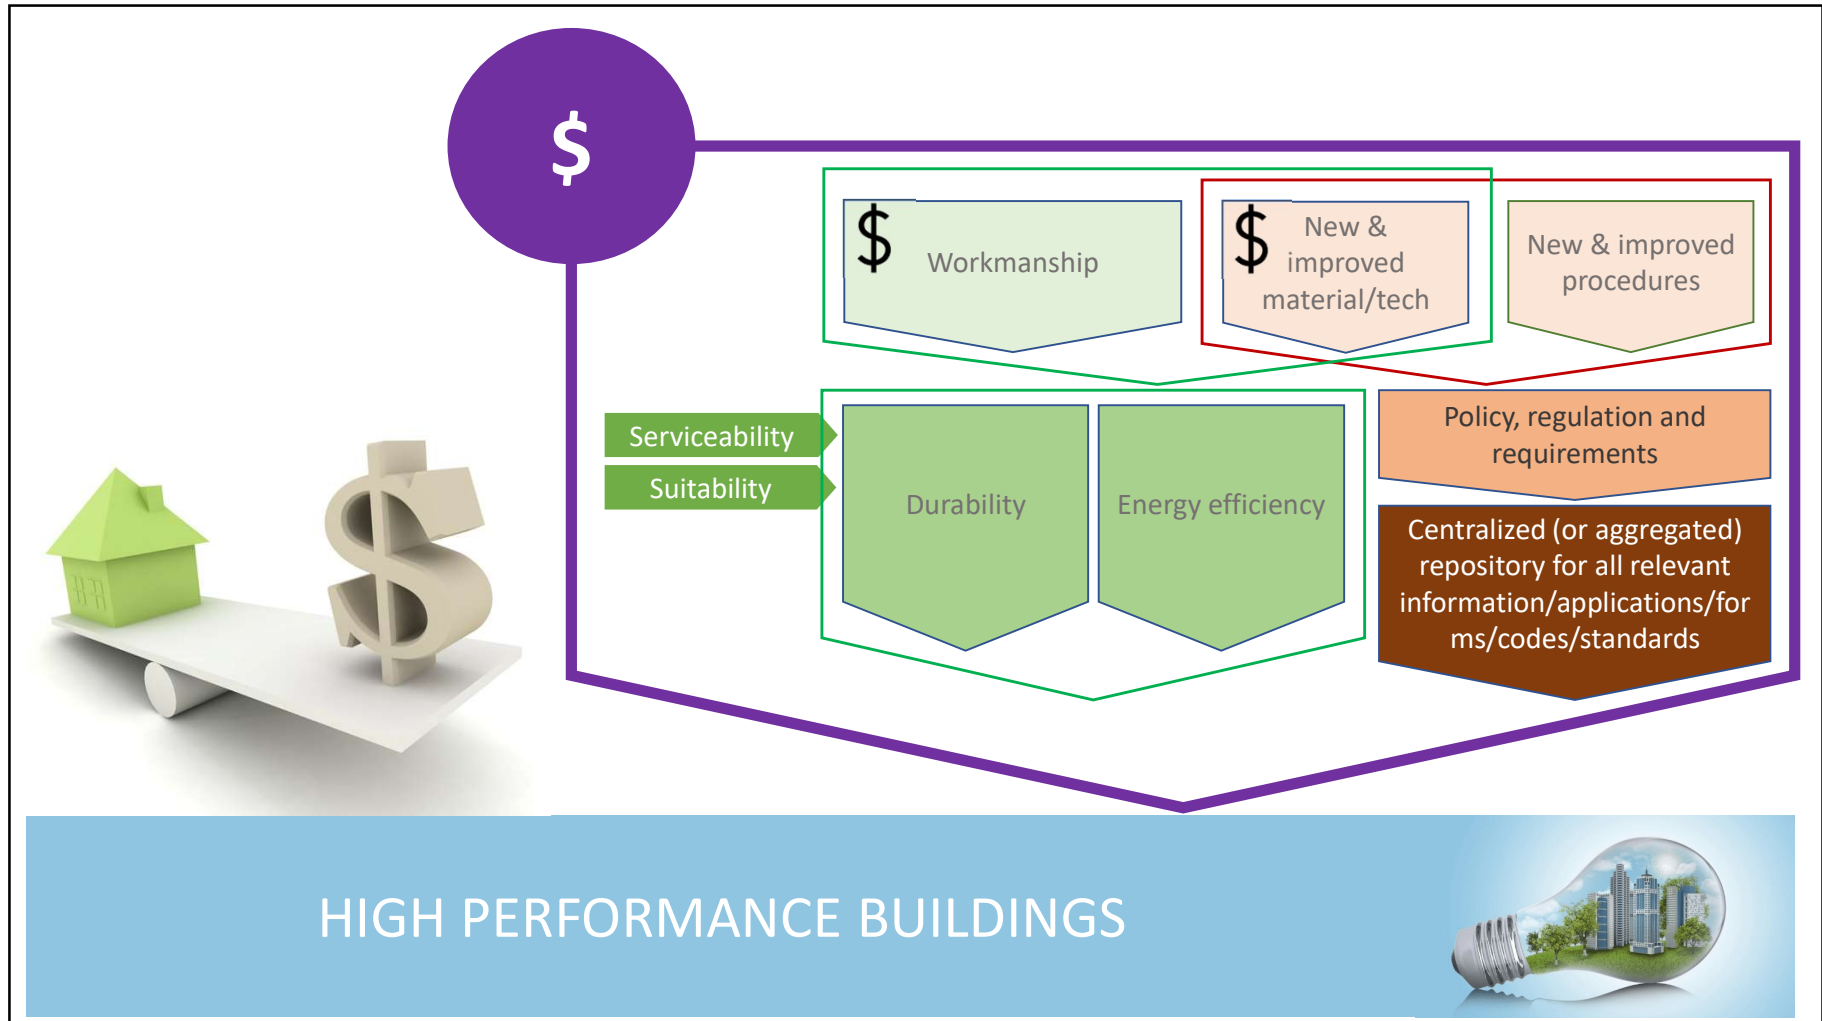 $
$
Workmanship
$
New &
improved
material/tech
New & improved
procedures
Serviceability
Suitability
Durability
Energy efficiency
Policy, regulation and
requirements
Centralized (or aggregated)
repository for all relevant
information/applications/for
ms/codes/standards
$
HIGH PERFORMANCE BUILDINGS